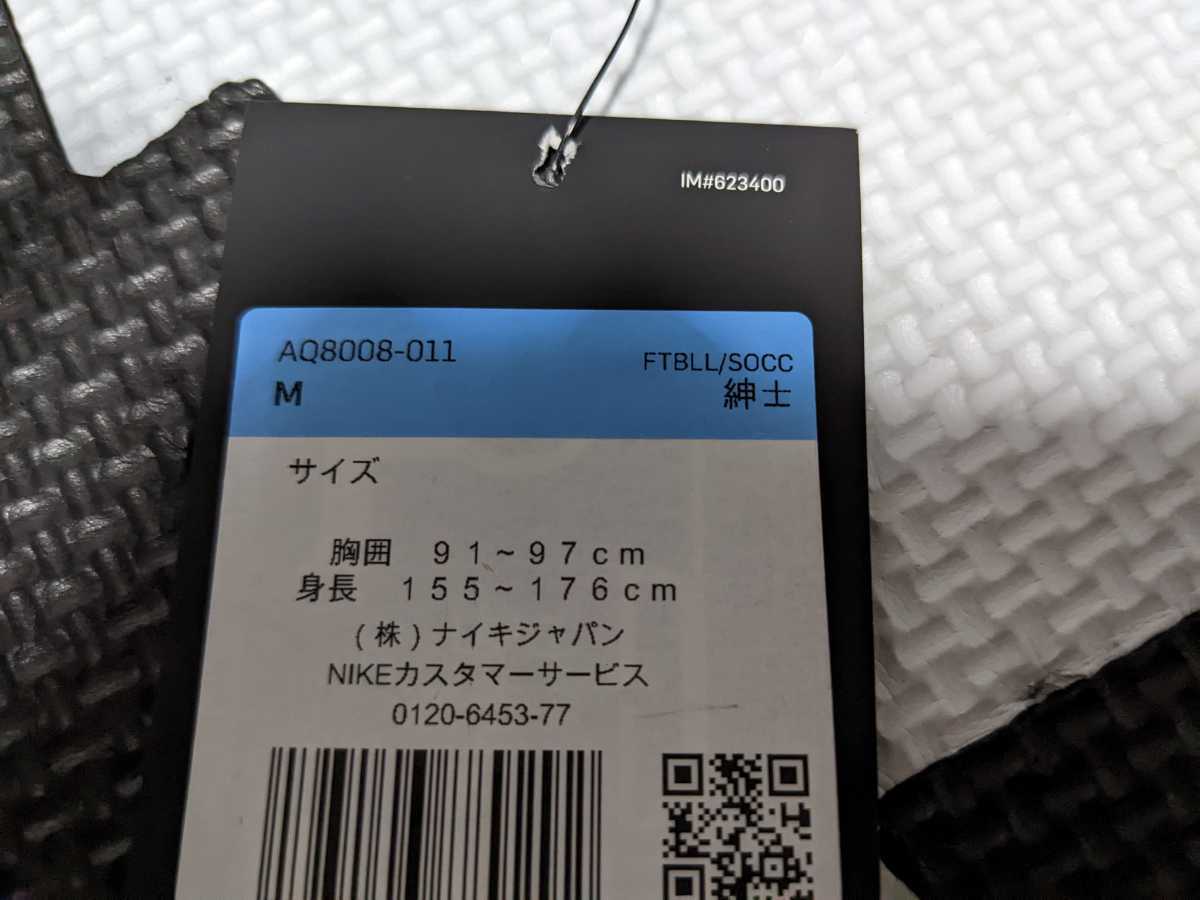 IM#623400
AQ8008-011
FTBLL/SOCC
M
紳士
サイズ
胸囲 91~97cm
身長 155~176cm
(株)ナイキジャパン
NIKEカスタマーサービス
0120-6453-77